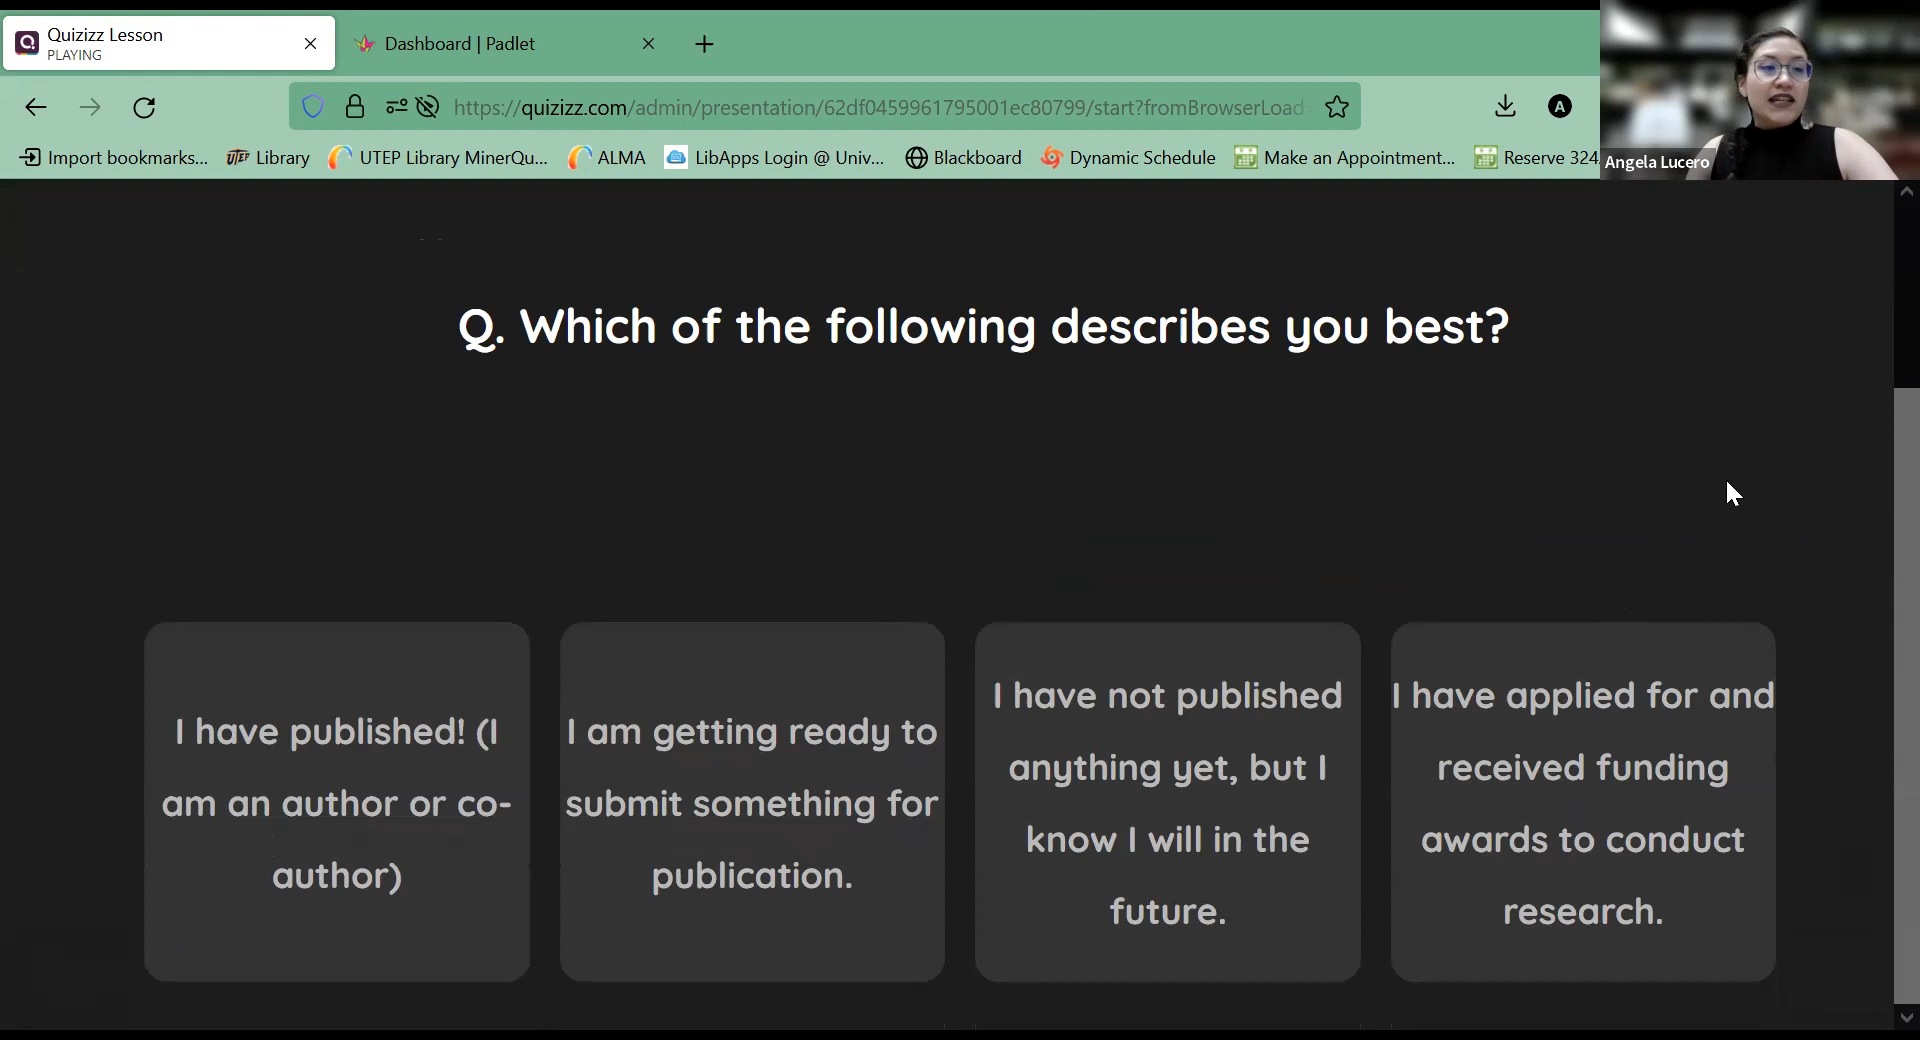 Quizizz Lesson
PLAYING
Dashboard | Padlet
https://quizizz.com/admin/presentation/62df0459961795001ec80799/start?fromBrowserLoad=
A
Import bookmarks...
UTEP Library
UTEP Library MinerQu...
ALMA
LibApps Login @ Univ...
Blackboard
Dynamic Schedule
Make an Appointment...
Reserve 324
Angela Lucero
Q. Which of the following describes you best?
I have published! (I
am an author or co-
author)
I am getting ready to
submit something for
publication.
I have not published
anything yet, but I
know I will in the
future.
I have applied for and
received funding
awards to conduct
research.